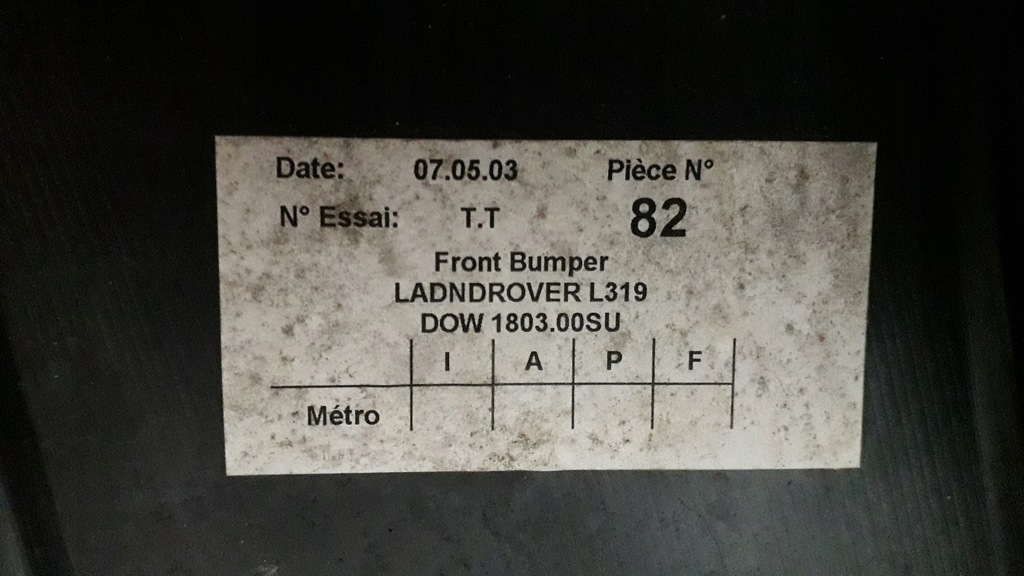 Date: 07.05.03 Pièce N°
N° Essai: T.T 82
Front Bumper
LADNDROVER L319
DOW 1803.00SU
I A P F
Métro